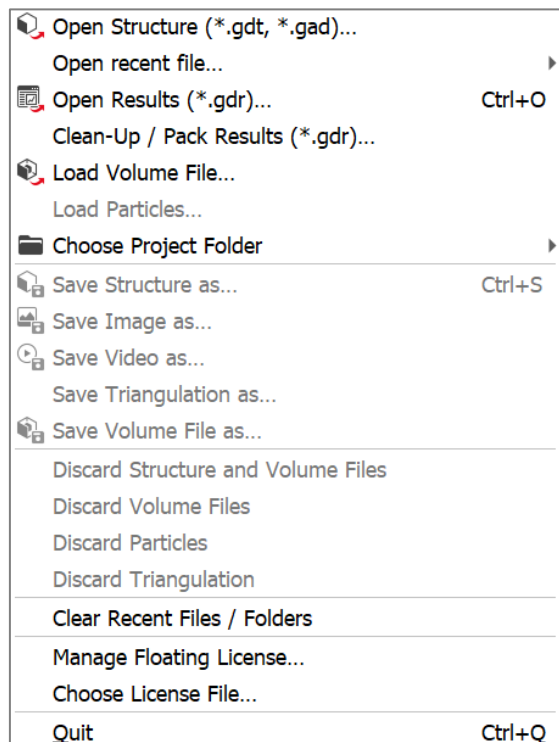 Open Structure (*.gdt, *.gad)...
Open recent file...
Open Results (*.gdr)... Ctrl+O
Clean-Up / Pack Results (*.gdr)...
Load Volume File...
Load Particles...
Choose Project Folder
Save Structure as... Ctrl+S
Save Image as...
Save Video as...
Save Triangulation as...
Save Volume File as...
Discard Structure and Volume Files
Discard Volume Files
Discard Particles
Discard Triangulation
Clear Recent Files / Folders
Manage Floating License...
Choose License File...
Quit Ctrl+Q